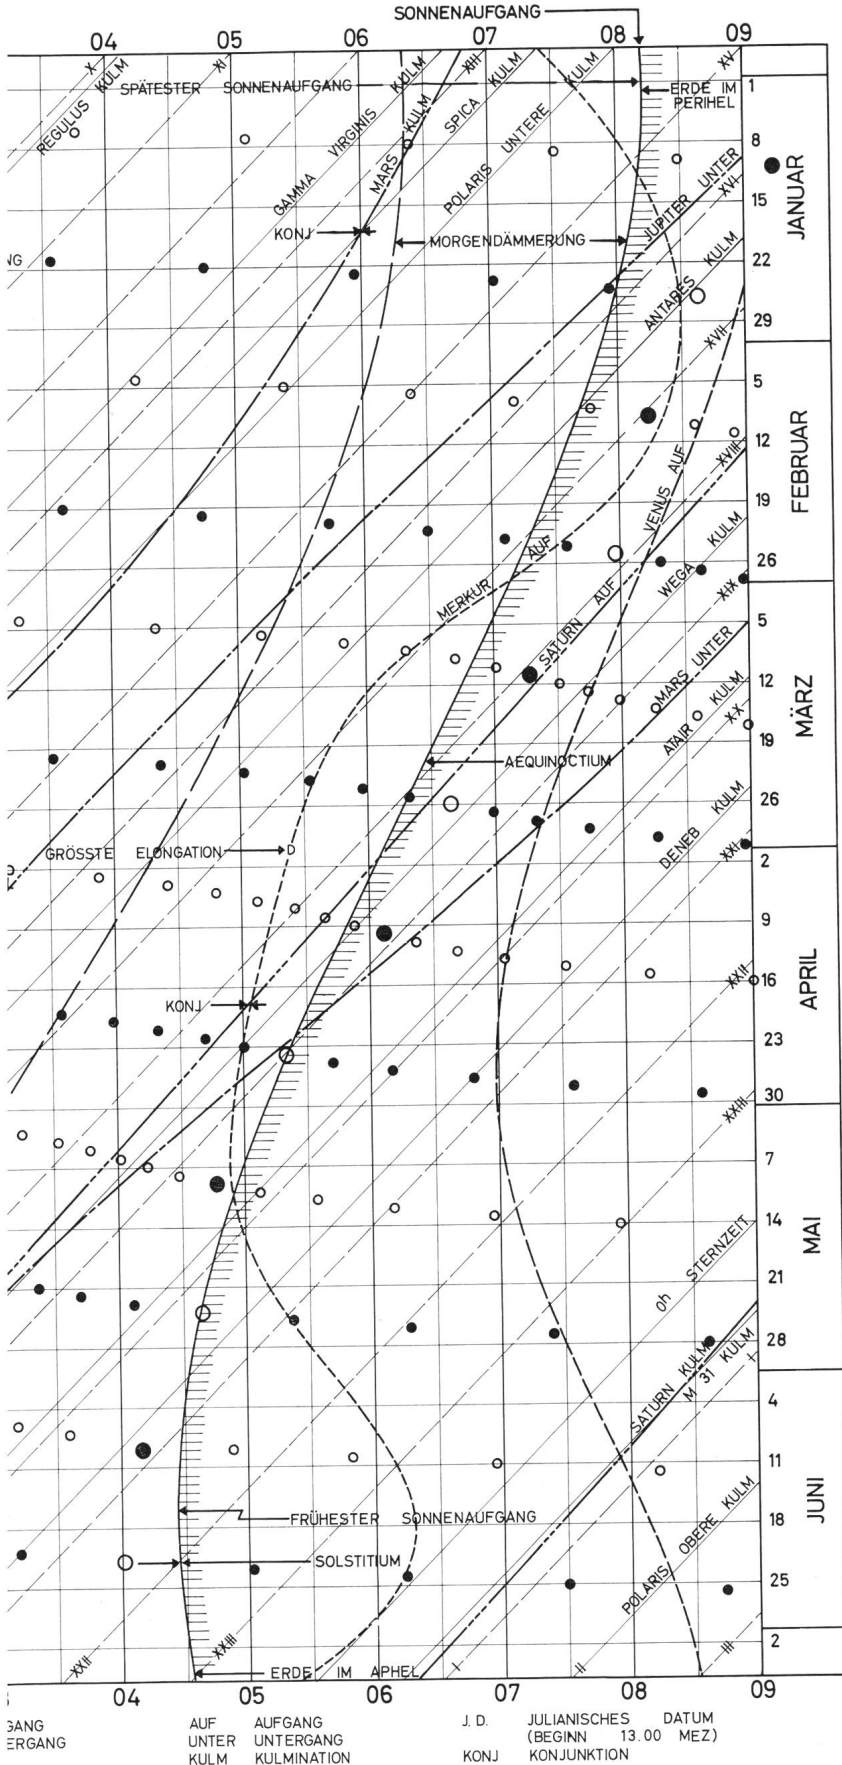 SONNENAUFGANG
04 05 06 07 08 09
X XI XIII XV
REGULUS KULM
SPÄTESTER SONNENAUFGANG
GAMMA VIRGINIS KULM
MARS KULM
SPICA KULM
POLARIS UNTERE KULM
ERDE IM
PERIHEL
1
8
15
22
29
JANUAR
KONJ
MORGENDÄMMERUNG
JUPITER UNTER
XVI
NG
ANTARES KULM
XVII
5
12
19
26
FEBRUAR
VENUS AUF
XVIII
MERKUR AUF
SATURN AUF
WEGA KULM
XIX
5
12
19
26
MÄRZ
MARS UNTER
ATAIR KULM
XX
AEQUINOCTIUM
DENEB KULM
GRÖSSTE ELONGATION D
XXI
2
9
16
23
30
APRIL
XXII
KONJ
XXIII
7
14
21
28
MAI
0h STERNZEIT
SATURN KULM
M 31 KULM
I
4
11
18
25
JUNI
FRÜHESTER SONNENAUFGANG
SOLSTITIUM
POLARIS OBERE KULM
2
XXII XXIII I II III
ERDE IM APHEL
04 05 06 07 08 09
GANG AUF AUFGANG J. D. JULIANISCHES DATUM
ERGANG UNTER UNTERGANG (BEGINN 13.00 MEZ)
KULM KULMINATION KONJ KONJUNKTION